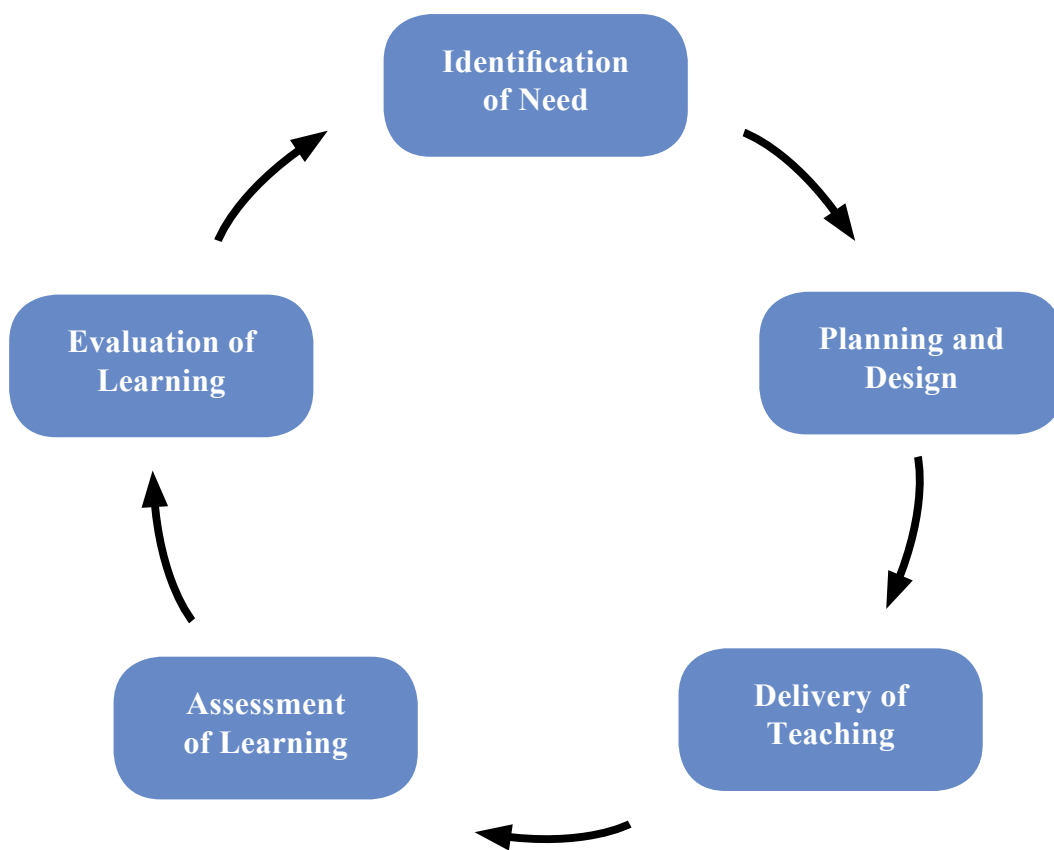 Identification
of Need
Planning and
Design
Delivery of
Teaching
Assessment
of Learning
Evaluation of
Learning